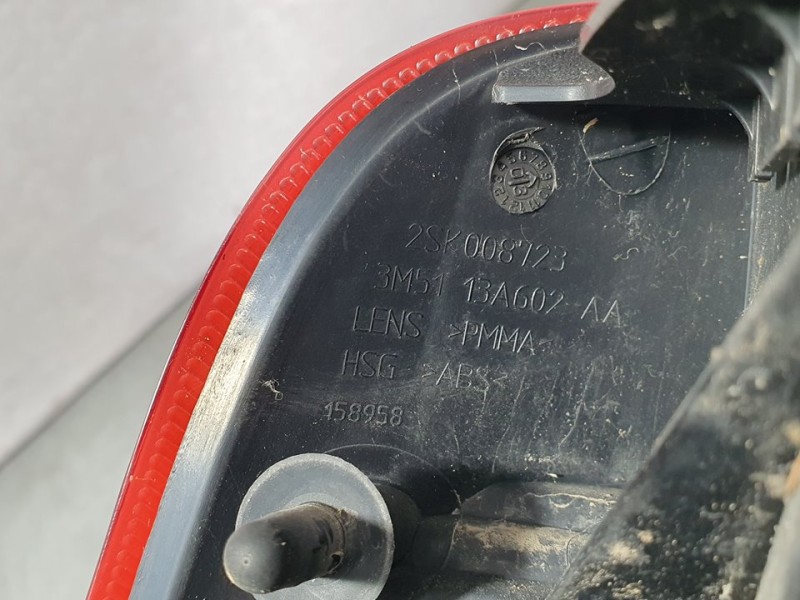 2SK008723
3M51 13A602-AA
LENS >PMMA<
HSG >ABS<
158958